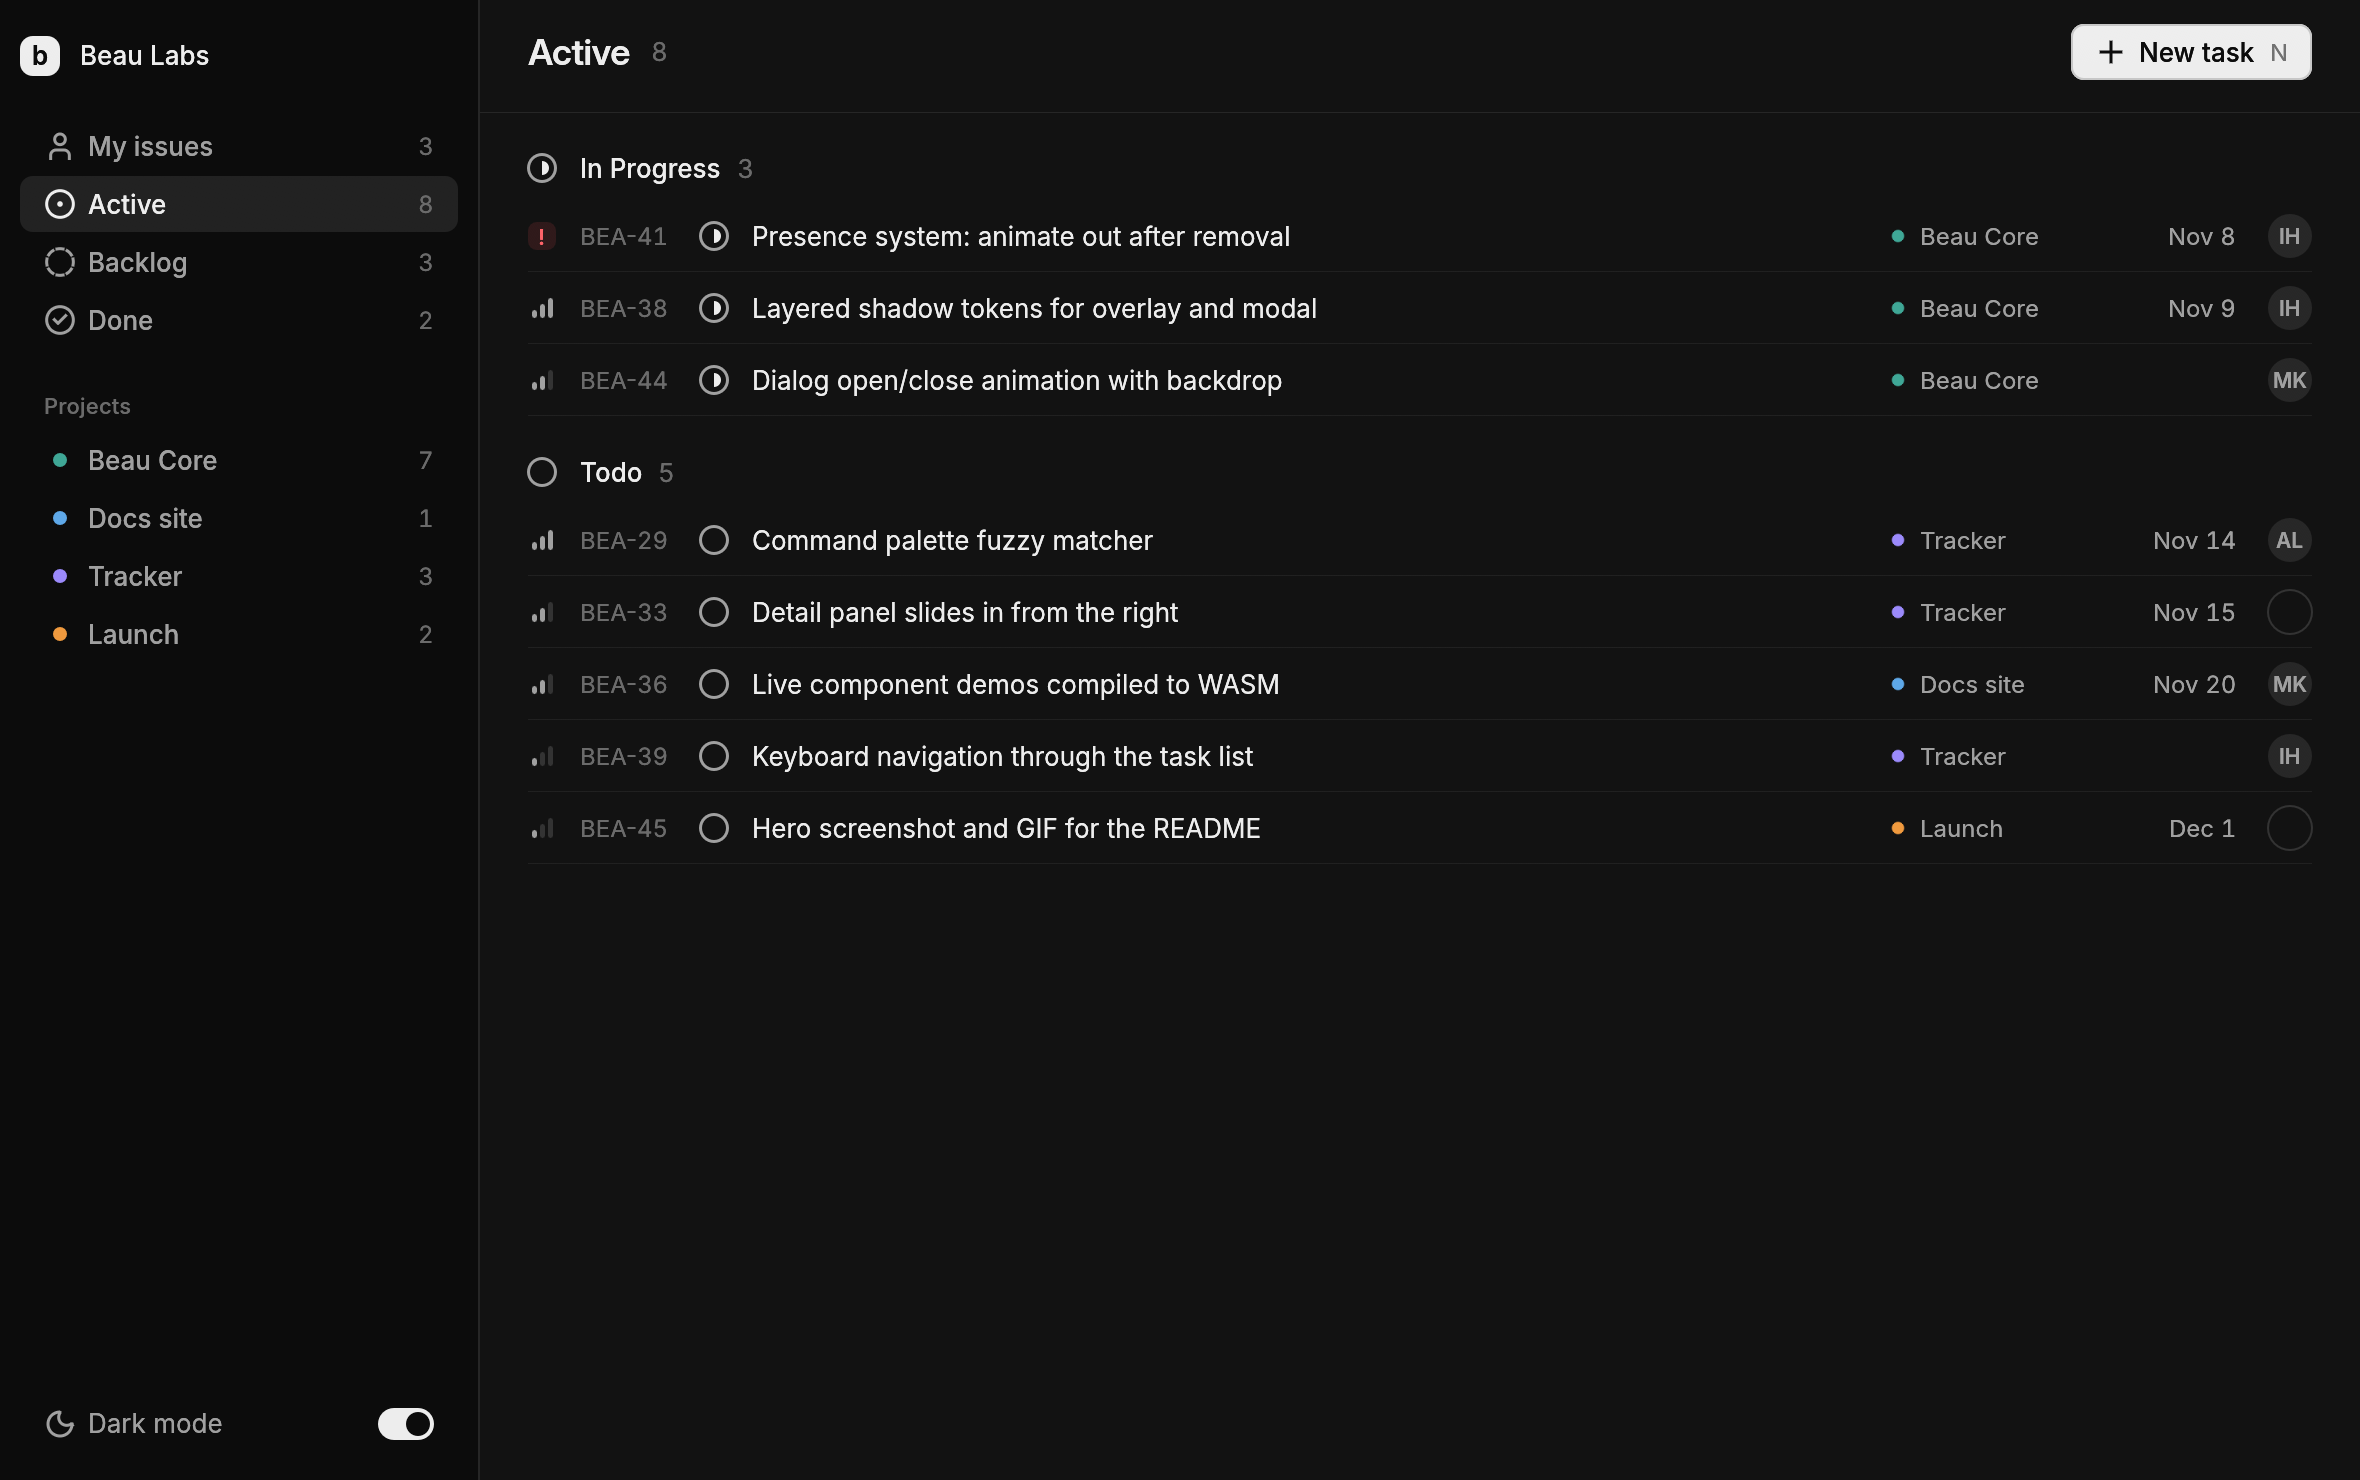 b Beau Labs
My issues 3
Active 8
Backlog 3
Done 2
Projects
Beau Core 7
Docs site 1
Tracker 3
Launch 2
Dark mode
Active 8
New task N
In Progress 3
! BEA-41 Presence system: animate out after removal Beau Core Nov 8 IH
BEA-38 Layered shadow tokens for overlay and modal Beau Core Nov 9 IH
BEA-44 Dialog open/close animation with backdrop Beau Core MK
Todo 5
BEA-29 Command palette fuzzy matcher Tracker Nov 14 AL
BEA-33 Detail panel slides in from the right Tracker Nov 15
BEA-36 Live component demos compiled to WASM Docs site Nov 20 MK
BEA-39 Keyboard navigation through the task list Tracker IH
BEA-45 Hero screenshot and GIF for the README Launch Dec 1